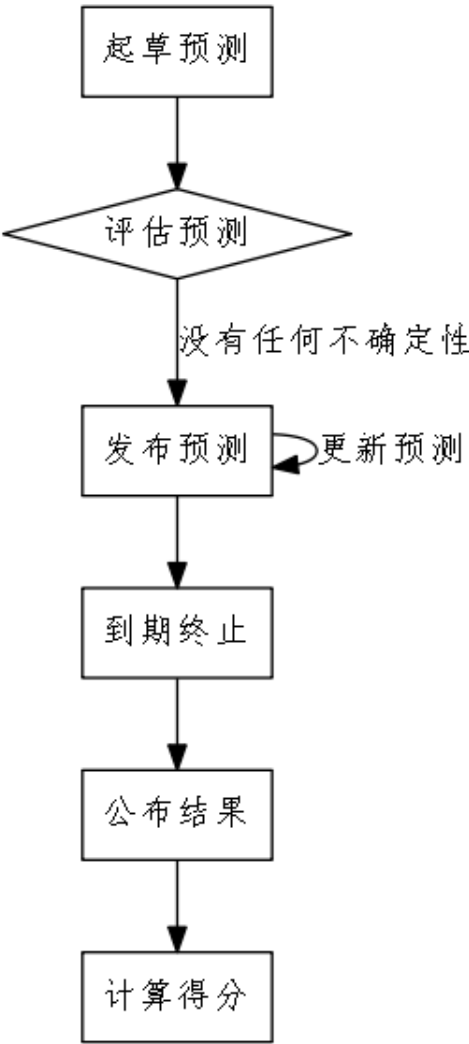 起草预测
评估预测
没有任何不确定性
发布预测
更新预测
到期终止
公布结果
计算得分